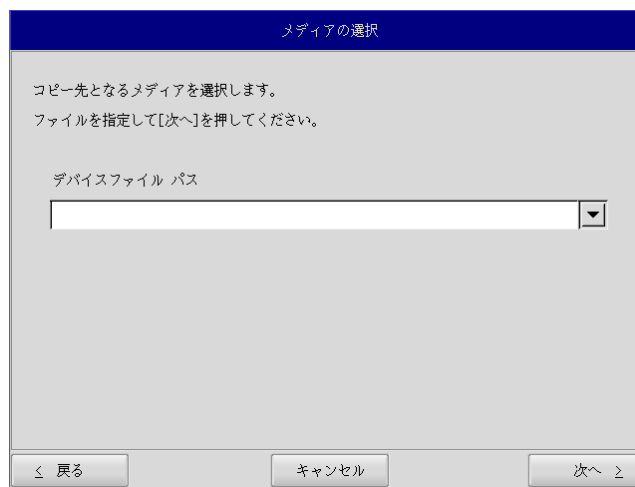 メディアの選択
コピー先となるメディアを選択します。
ファイルを指定して[次へ]を押してください。
デバイスファイル パス
< 戻る
キャンセル
次へ >